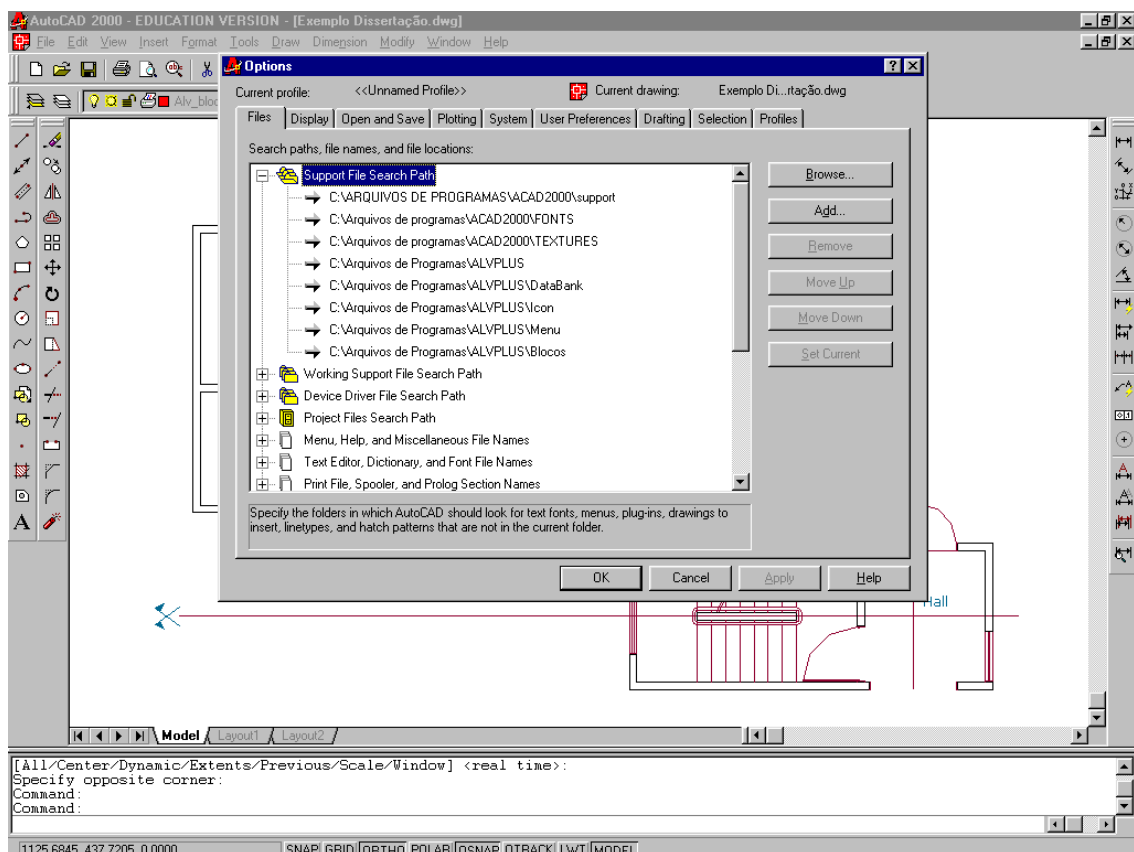 AutoCAD 2000 - EDUCATION VERSION - [Exemplo Dissertação.dwg]
File Edit View Insert Format Tools Draw Dimension Modify Window Help
Options
Alv_bloc
Current profile: <<Unnamed Profile>> Current drawing: Exemplo Di...rtação.dwg
Files Display Open and Save Plotting System User Preferences Drafting Selection Profiles
Search paths, file names, and file locations:
Support File Search Path
C:\ARQUIVOS DE PROGRAMAS\ACAD2000\support
C:\Arquivos de programas\ACAD2000\FONTS
C:\Arquivos de programas\ACAD2000\TEXTURES
C:\Arquivos de Programas\ALVPLUS
C:\Arquivos de Programas\ALVPLUS\DataBank
C:\Arquivos de Programas\ALVPLUS\Icon
C:\Arquivos de Programas\ALVPLUS\Menu
C:\Arquivos de Programas\ALVPLUS\Blocos
Working Support File Search Path
Device Driver File Search Path
Project Files Search Path
Menu, Help, and Miscellaneous File Names
Text Editor, Dictionary, and Font File Names
Print File, Spooler, and Prolog Section Names
Browse...
Add...
Remove
Move Up
Move Down
Set Current
Specify the folders in which AutoCAD should look for text fonts, menus, plug-ins, drawings to
insert, linetypes, and hatch patterns that are not in the current folder.
OK Cancel Apply Help
Hall
Model Layout1 Layout2
[All/Center/Dynamic/Extents/Previous/Scale/Window] <real time>:
Specify opposite corner:
Command:
Command:
1125.6845, 437.7205, 0.0000 SNAP GRID ORTHO POLAR OSNAP OTRACK LWT MODEL